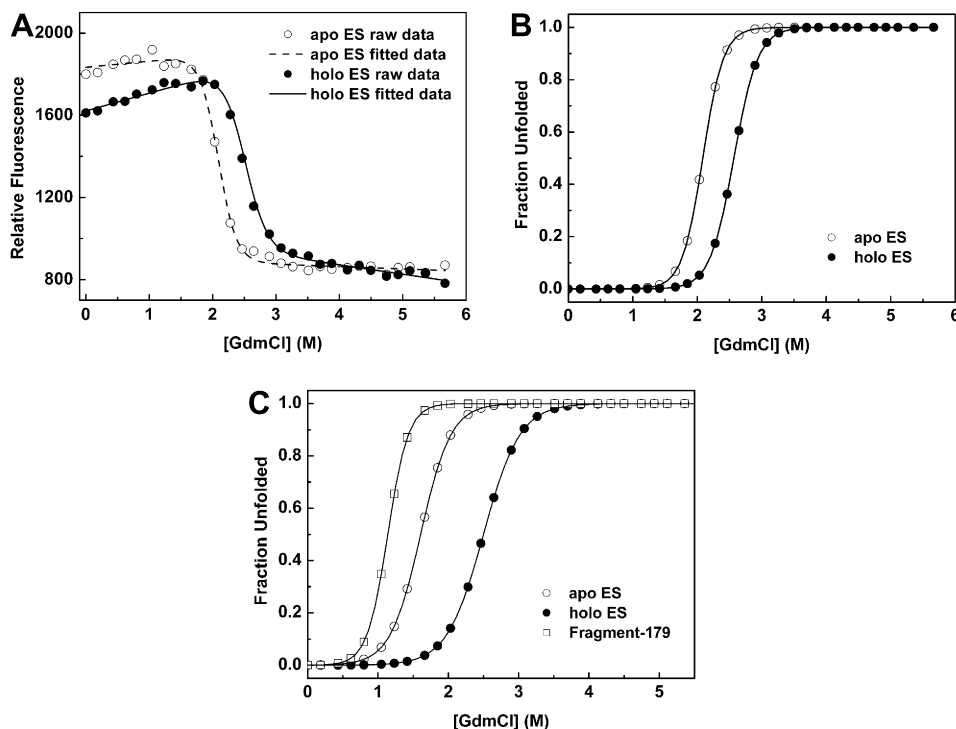 A
2000
1600
1200
800
Relative Fluorescence
apo ES raw data
apo ES fitted data
holo ES raw data
holo ES fitted data
0 1 2 3 4 5 6
[GdmCl] (M)
B
1.0
0.8
0.6
0.4
0.2
0.0
Fraction Unfolded
apo ES
holo ES
0 1 2 3 4 5 6
[GdmCl] (M)
C
1.0
0.8
0.6
0.4
0.2
0.0
Fraction Unfolded
apo ES
holo ES
Fragment-179
0 1 2 3 4 5
[GdmCl] (M)